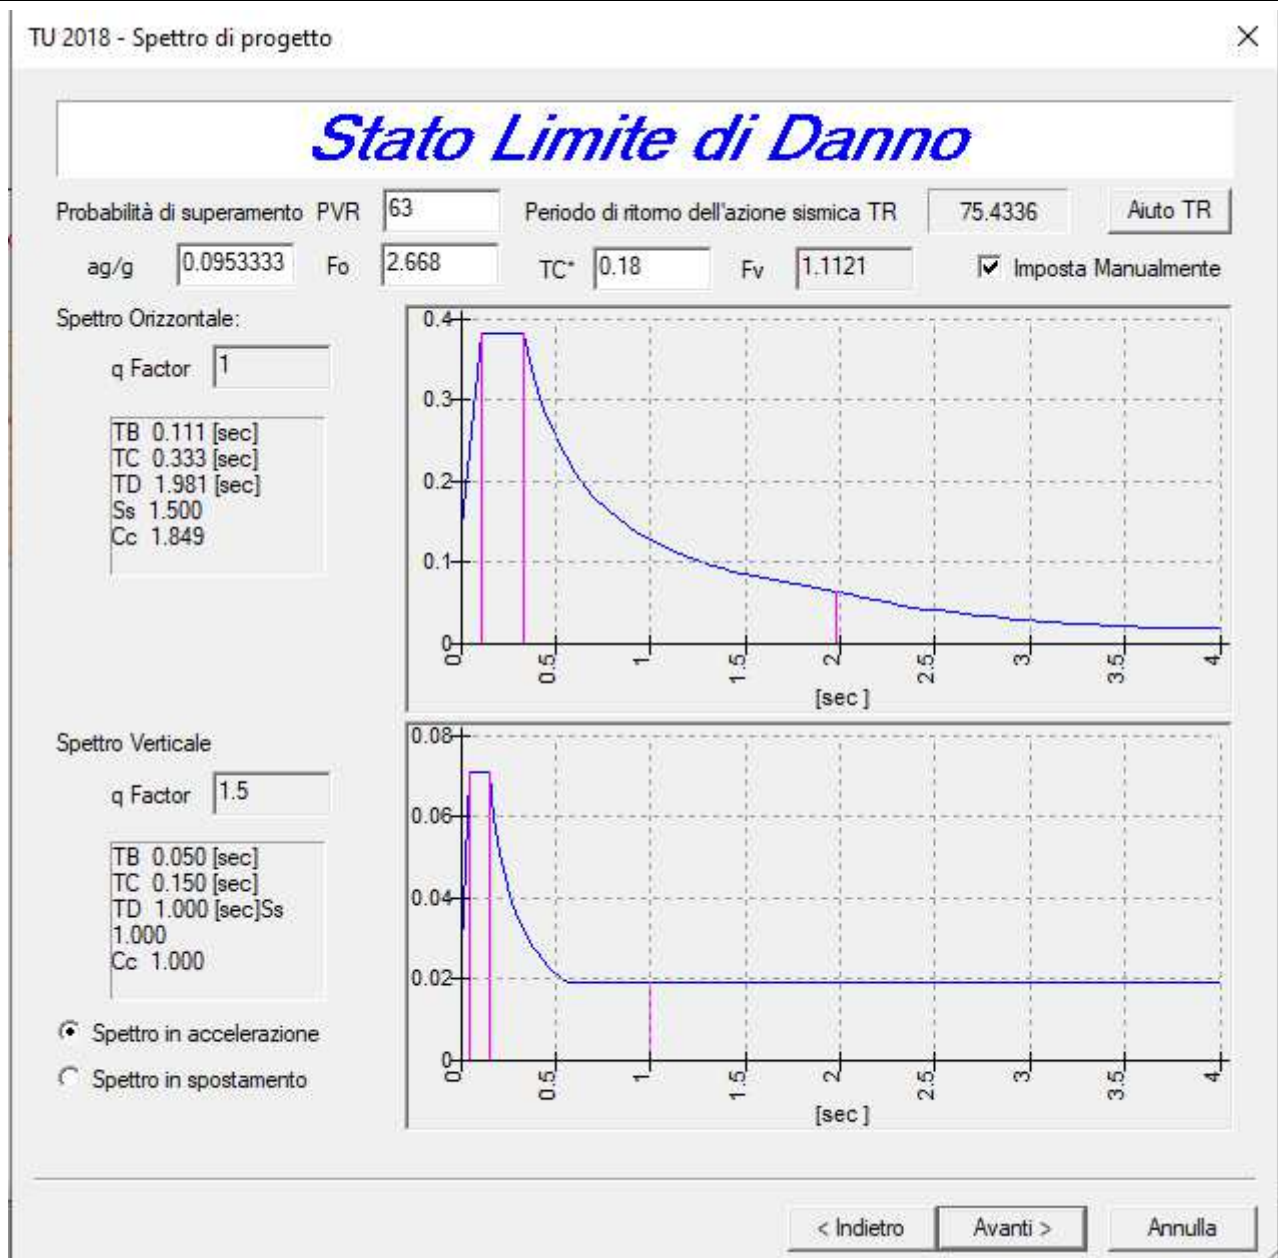 TU 2018 - Spettro di progetto
Stato Limite di Danno
Probabilità di superamento PVR 63 Periodo di ritorno dell'azione sismica TR 75.4336 Aiuto TR
ag/g 0.0953333 Fo 2.668 TC* 0.18 Fv 1.1121 Imposta Manualmente
Spettro Orizzontale:
q Factor 1
TB 0.111 [sec]
TC 0.333 [sec]
TD 1.981 [sec]
Ss 1.500
Cc 1.849
0.4
0.3
0.2
0.1
0
0 0.5 1 1.5 2 2.5 3 3.5 4
[sec ]
Spettro Verticale
q Factor 1.5
TB 0.050 [sec]
TC 0.150 [sec]
TD 1.000 [sec]Ss
1.000
Cc 1.000
Spettro in accelerazione
Spettro in spostamento
0.08
0.06
0.04
0.02
0
0 0.5 1 1.5 2 2.5 3 3.5 4
[sec ]
< Indietro Avanti > Annulla